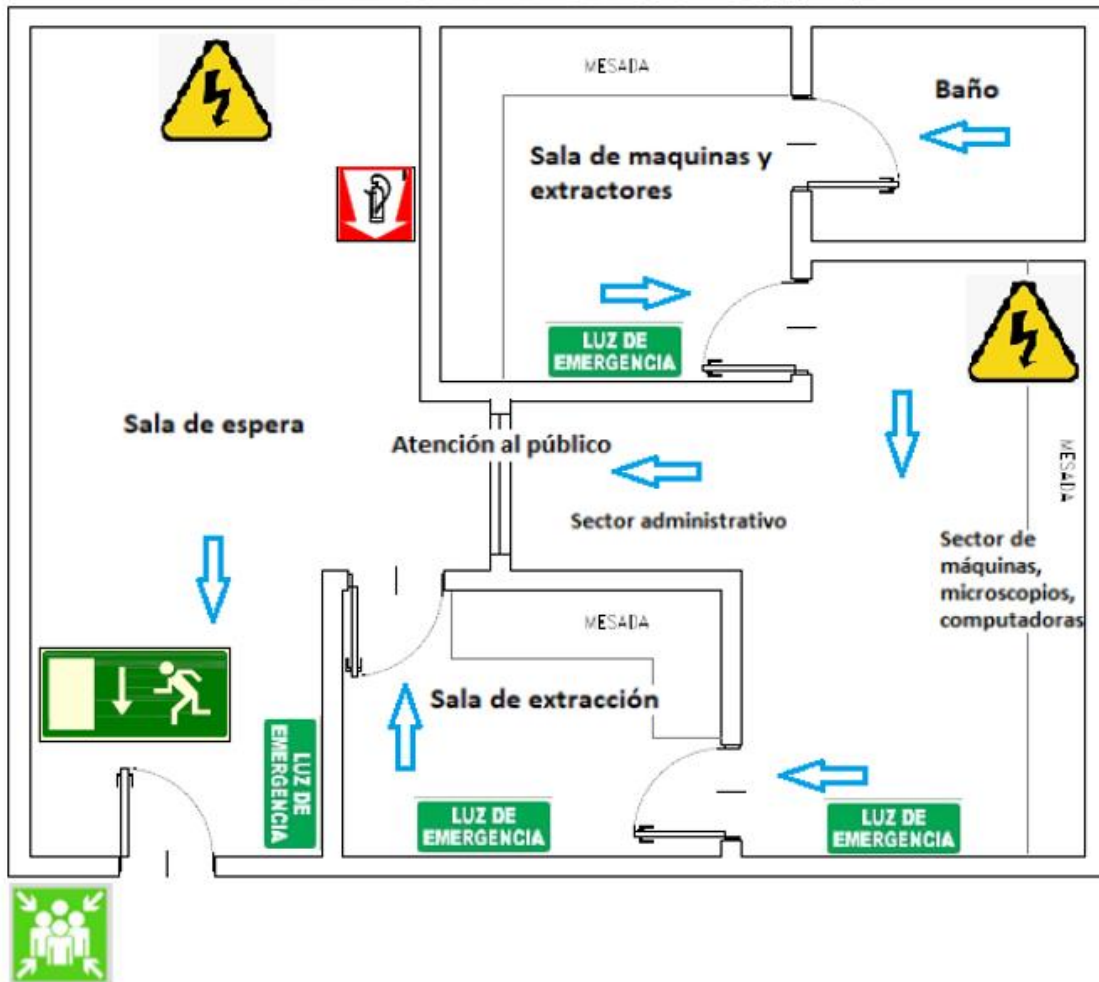 MESADA
Baño
Sala de maquinas y
extractores
LUZ DE
EMERGENCIA
Sala de espera
Atención al público
MESADA
Sector administrativo
Sector de
máquinas,
microscopios,
computadoras
MESADA
Sala de extracción
LUZ DE
EMERGENCIA
LUZ DE
EMERGENCIA
LUZ DE
EMERGENCIA